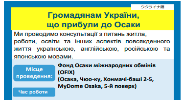 Громадянам України,
що прибули до Осаки
Ми проводимо консультації з питань життя,
роботи, освіти та інших аспектів повсякденного
життя українською, англійською, російською та
японською мовами.
Місце
проведення:
Фонд Осаки міжнародних обмінів
(OFIX)
(Осака, Чюо-ку, Хонмачі-баші 2-5,
MyDome Osaka, 5-й поверх)
Час роботи